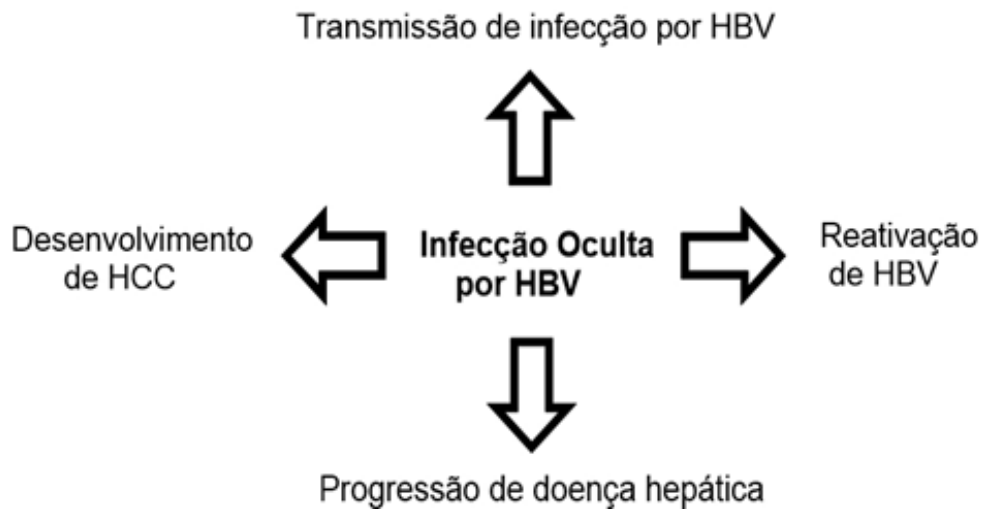 Transmissão de infecção por HBV
Desenvolvimento
de HCC
Infecção Oculta
por HBV
Reativação
de HBV
Progressão de doença hepática